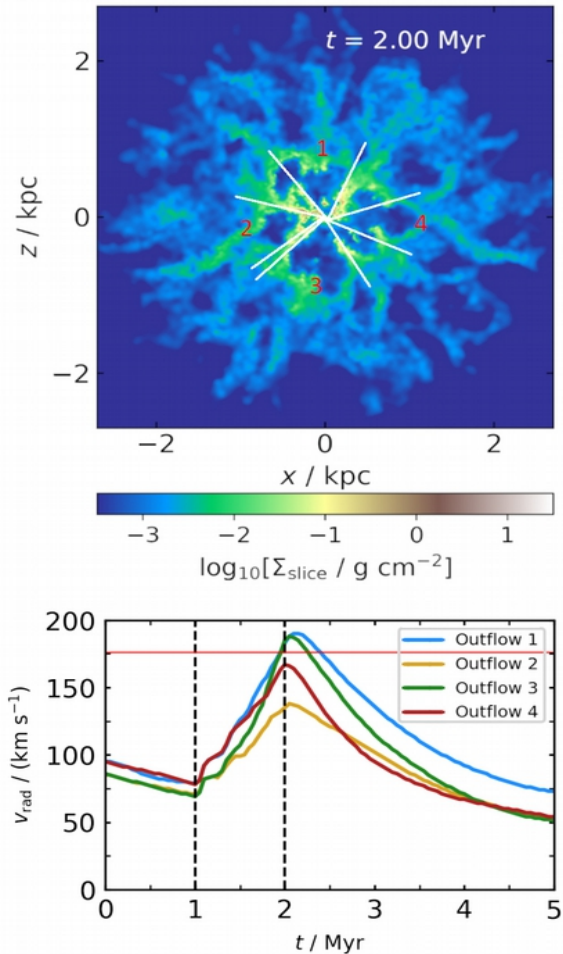 2
t = 2.00 Myr
1
2
4
3
z / kpc
0
−2
−2
0
2
x / kpc
−3
−2
−1
0
1
log₁₀[Σslice / g cm⁻²]
200
150
100
50
0
vrad / (km s⁻¹)
Outflow 1
Outflow 2
Outflow 3
Outflow 4
0
1
2
3
4
5
t / Myr